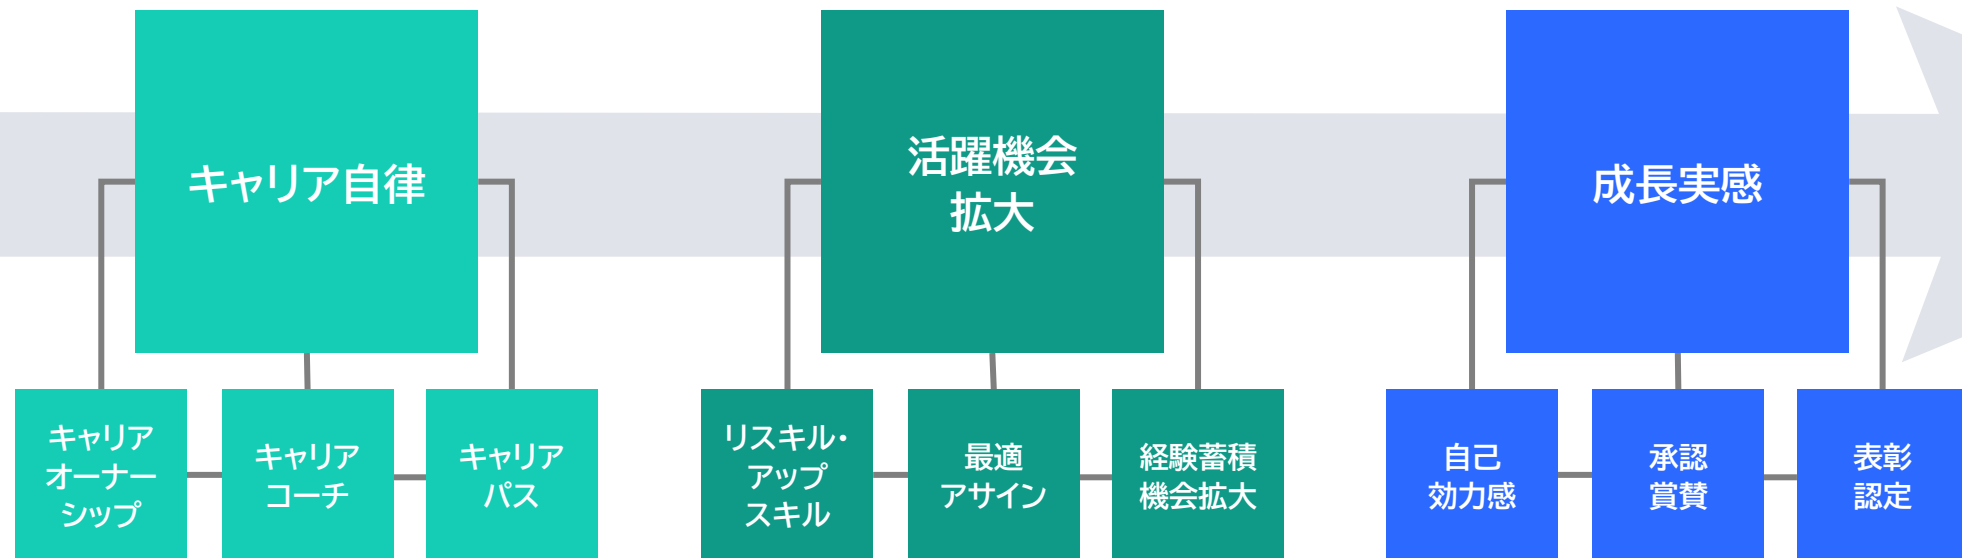 キャリア自律
活躍機会
拡大
成長実感
キャリア
オーナー
シップ
キャリア
コーチ
キャリア
パス
リスキル・
アップ
スキル
最適
アサイン
経験蓄積
機会拡大
自己
効力感
承認
賞賛
表彰
認定